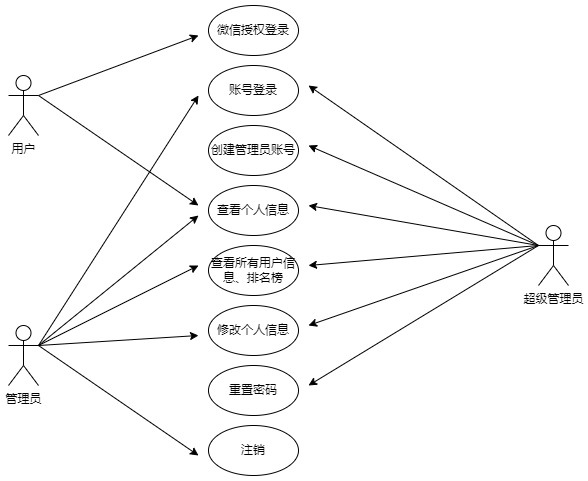 微信授权登录
账号登录
用户
创建管理员账号
查看个人信息
查看所有用户信
息、排名榜
超级管理员
修改个人信息
管理员
重置密码
注销